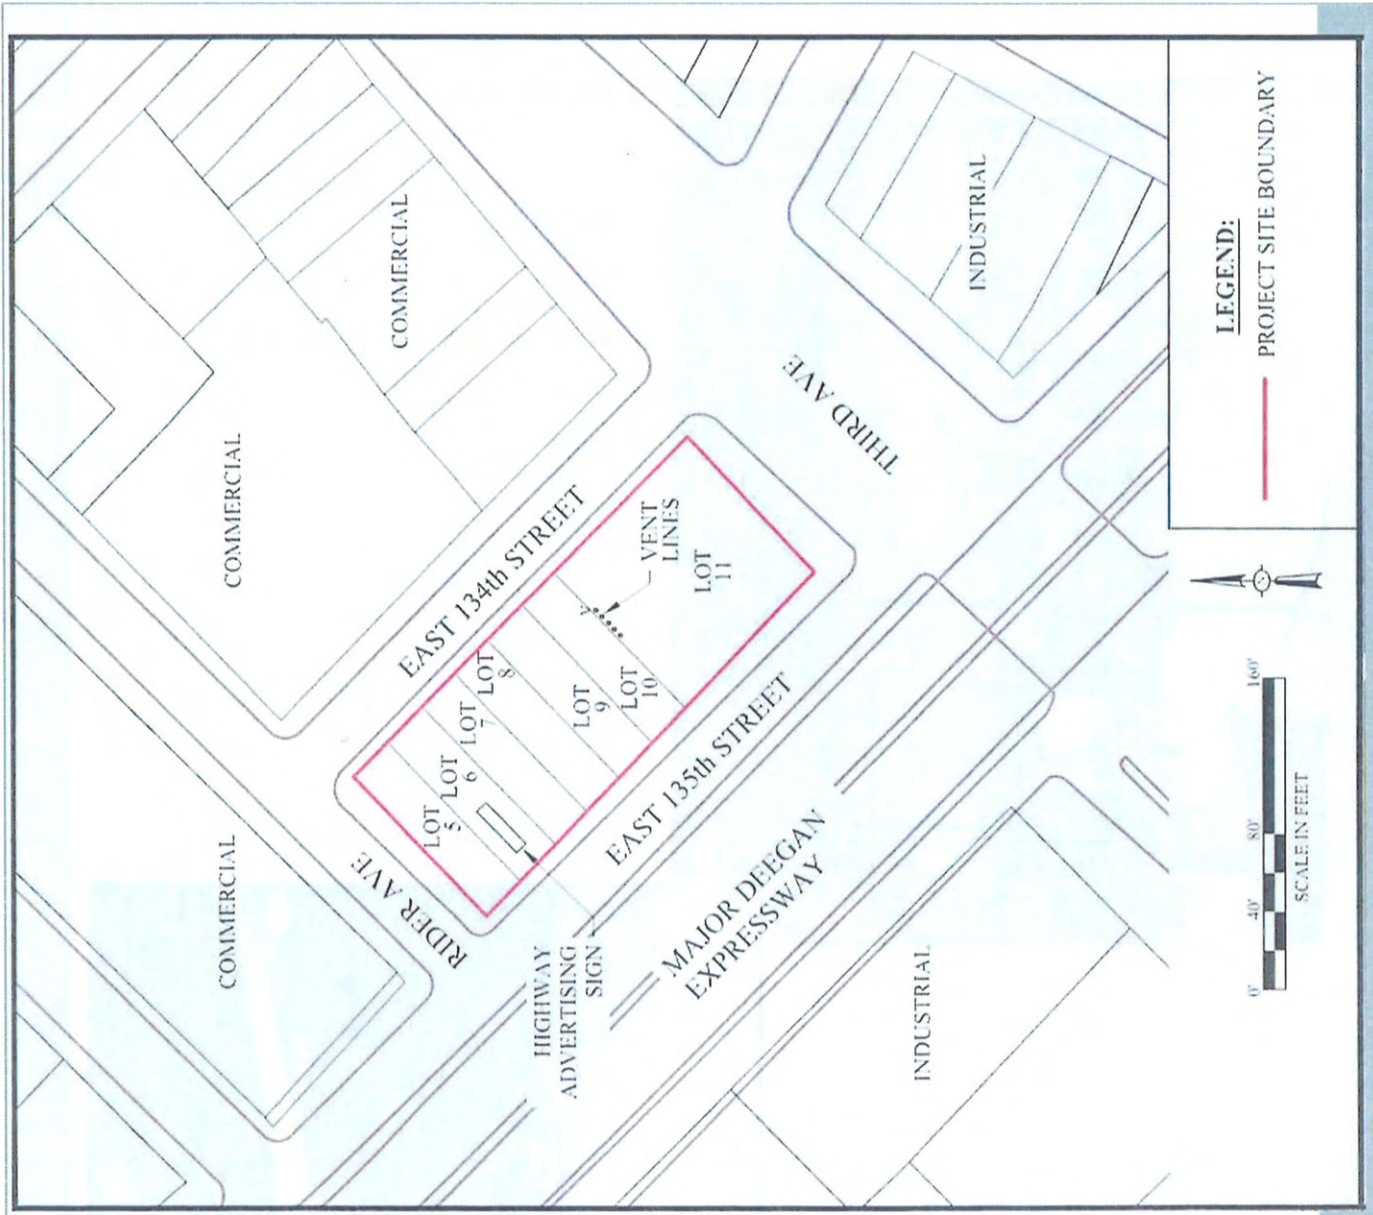 COMMERCIAL
COMMERCIAL
COMMERCIAL
INDUSTRIAL
INDUSTRIAL
EAST 134th STREET
EAST 135th STREET
THIRD AVE
RIDER AVE
MAJOR DEEGAN
EXPRESSWAY
HIGHWAY
ADVERTISING
SIGN
LOT
5
LOT
6
LOT
7
LOT
8
LOT
9
LOT
10
LOT
11
V
VENT
LINES
LEGEND:
PROJECT SITE BOUNDARY
0' 40' 80' 160'
SCALE IN FEET